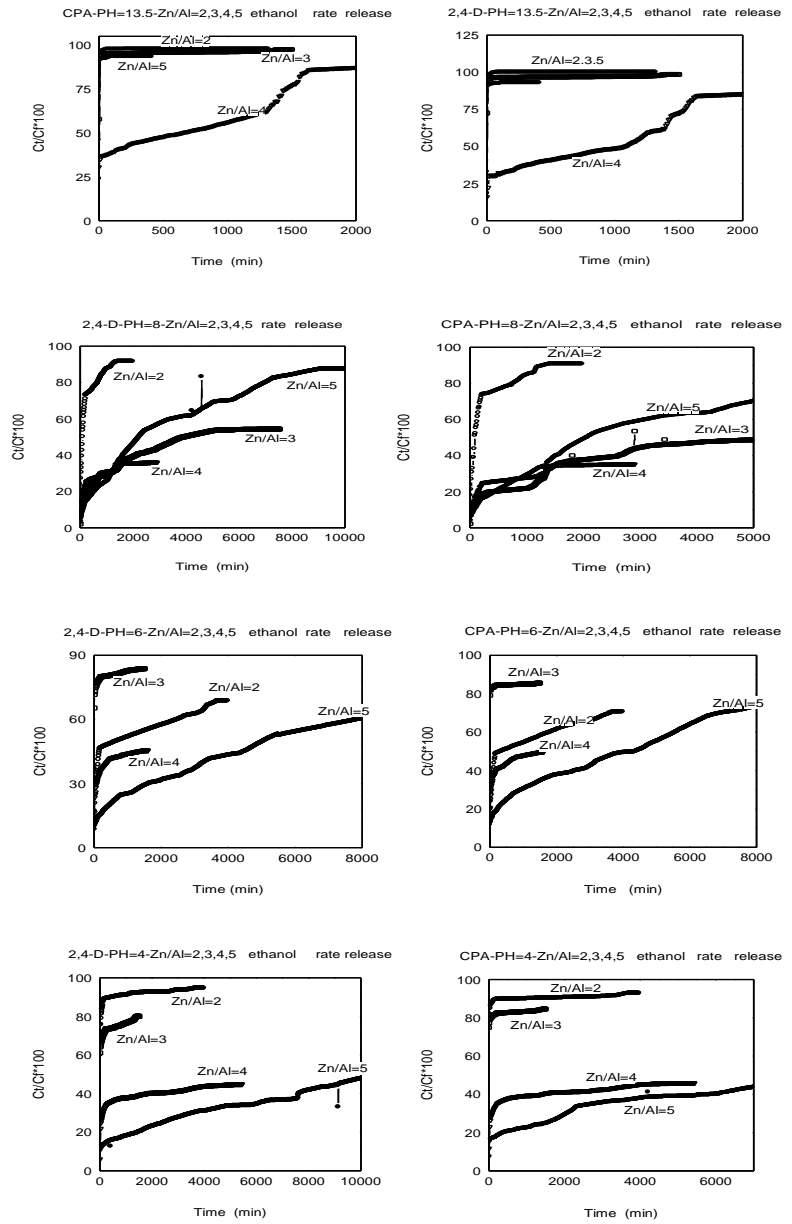 CPA-PH=13.5-Zn/Al=2,3,4,5 ethanol rate release
100
75
50
25
0
Ct/Cf*100
Zn/Al=2
Zn/Al=3
Zn/Al=5
Zn/Al=4
0 500 1000 1500 2000
Time (min)
2,4-D-PH=13.5-Zn/Al=2,3,4,5 ethanol rate release
125
100
75
50
25
0
Ct/Cf*100
Zn/Al=2.3.5
Zn/Al=4
0 500 1000 1500 2000
Time (min)
2,4-D-PH=8-Zn/Al=2,3,4,5 rate release
100
80
60
40
20
0
Ct/Cf*100
Zn/Al=2
Zn/Al=5
Zn/Al=3
Zn/Al=4
0 2000 4000 6000 8000 10000
Time (min)
CPA-PH=8-Zn/Al=2,3,4,5 ethanol rate release
100
80
60
40
20
0
Ct/Cf*100
Zn/Al=2
Zn/Al=5
Zn/Al=3
Zn/Al=4
0 1000 2000 3000 4000 5000
Time (min)
2,4-D-PH=6-Zn/Al=2,3,4,5 ethanol rate release
90
60
30
0
Ct/Cf*100
Zn/Al=3
Zn/Al=2
Zn/Al=5
Zn/Al=4
0 2000 4000 6000 8000
Time (min)
CPA-PH=6-Zn/Al=2,3,4,5 ethanol rate release
100
80
60
40
20
0
Ct/Cf*100
Zn/Al=3
Zn/Al=5
Zn/Al=2
Zn/Al=4
0 2000 4000 6000 8000
Time (min)
2,4-D-PH=4-Zn/Al=2,3,4,5 ethanol rate release
100
80
60
40
20
0
Ct/Cf*100
Zn/Al=2
Zn/Al=3
Zn/Al=4
Zn/Al=5
0 2000 4000 6000 8000 10000
Time (min)
CPA-PH=4-Zn/Al=2,3,4,5 ethanol rate release
100
80
60
40
20
0
Ct/Cf*100
Zn/Al=2
Zn/Al=3
Zn/Al=4
Zn/Al=5
0 2000 4000 6000
Time (min)